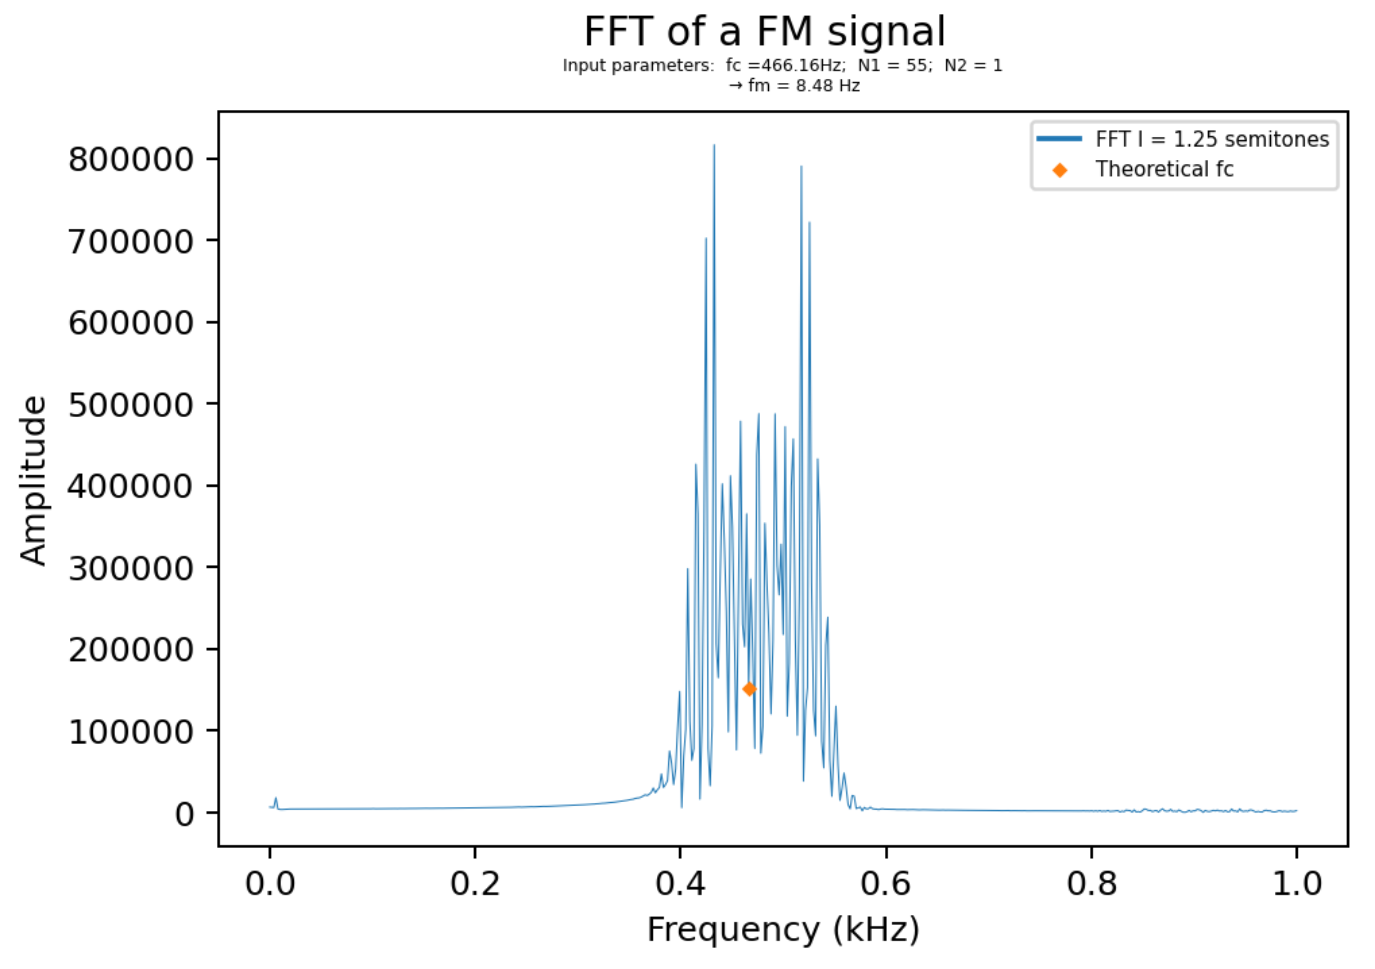 FFT of a FM signal
Input parameters:  fc =466.16Hz;  N1 = 55;  N2 = 1
→ fm = 8.48 Hz
FFT I = 1.25 semitones
Theoretical fc
800000
700000
600000
500000
400000
300000
200000
100000
0
Amplitude
0.0 0.2 0.4 0.6 0.8 1.0
Frequency (kHz)